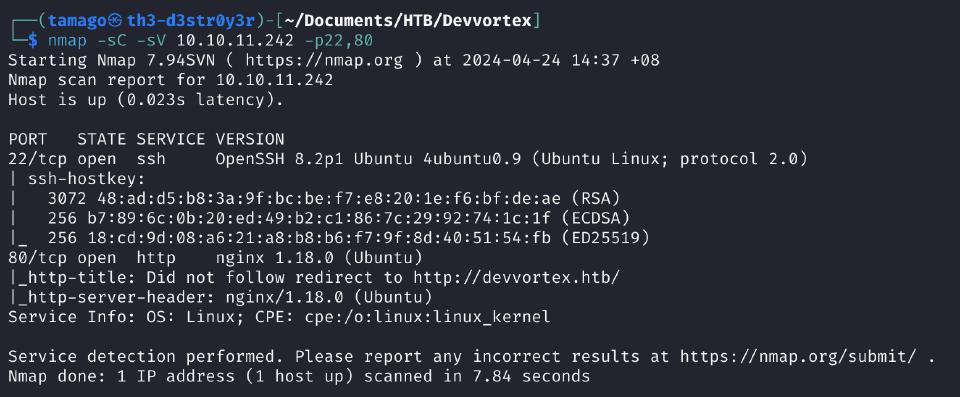 ┌──(tamago㉿th3-d3str0y3r)-[~/Documents/HTB/Devvortex]
└─$ nmap -sC -sV 10.10.11.242 -p22,80
Starting Nmap 7.94SVN ( https://nmap.org ) at 2024-04-24 14:37 +08
Nmap scan report for 10.10.11.242
Host is up (0.023s latency).

PORT   STATE SERVICE VERSION
22/tcp open  ssh     OpenSSH 8.2p1 Ubuntu 4ubuntu0.9 (Ubuntu Linux; protocol 2.0)
| ssh-hostkey:
|   3072 48:ad:d5:b8:3a:9f:bc:be:f7:e8:20:1e:f6:bf:de:ae (RSA)
|   256 b7:89:6c:0b:20:ed:49:b2:c1:86:7c:29:92:74:1c:1f (ECDSA)
|_  256 18:cd:9d:08:a6:21:a8:b8:b6:f7:9f:8d:40:51:54:fb (ED25519)
80/tcp open  http    nginx 1.18.0 (Ubuntu)
|_http-title: Did not follow redirect to http://devvortex.htb/
|_http-server-header: nginx/1.18.0 (Ubuntu)
Service Info: OS: Linux; CPE: cpe:/o:linux:linux_kernel

Service detection performed. Please report any incorrect results at https://nmap.org/submit/ .
Nmap done: 1 IP address (1 host up) scanned in 7.84 seconds